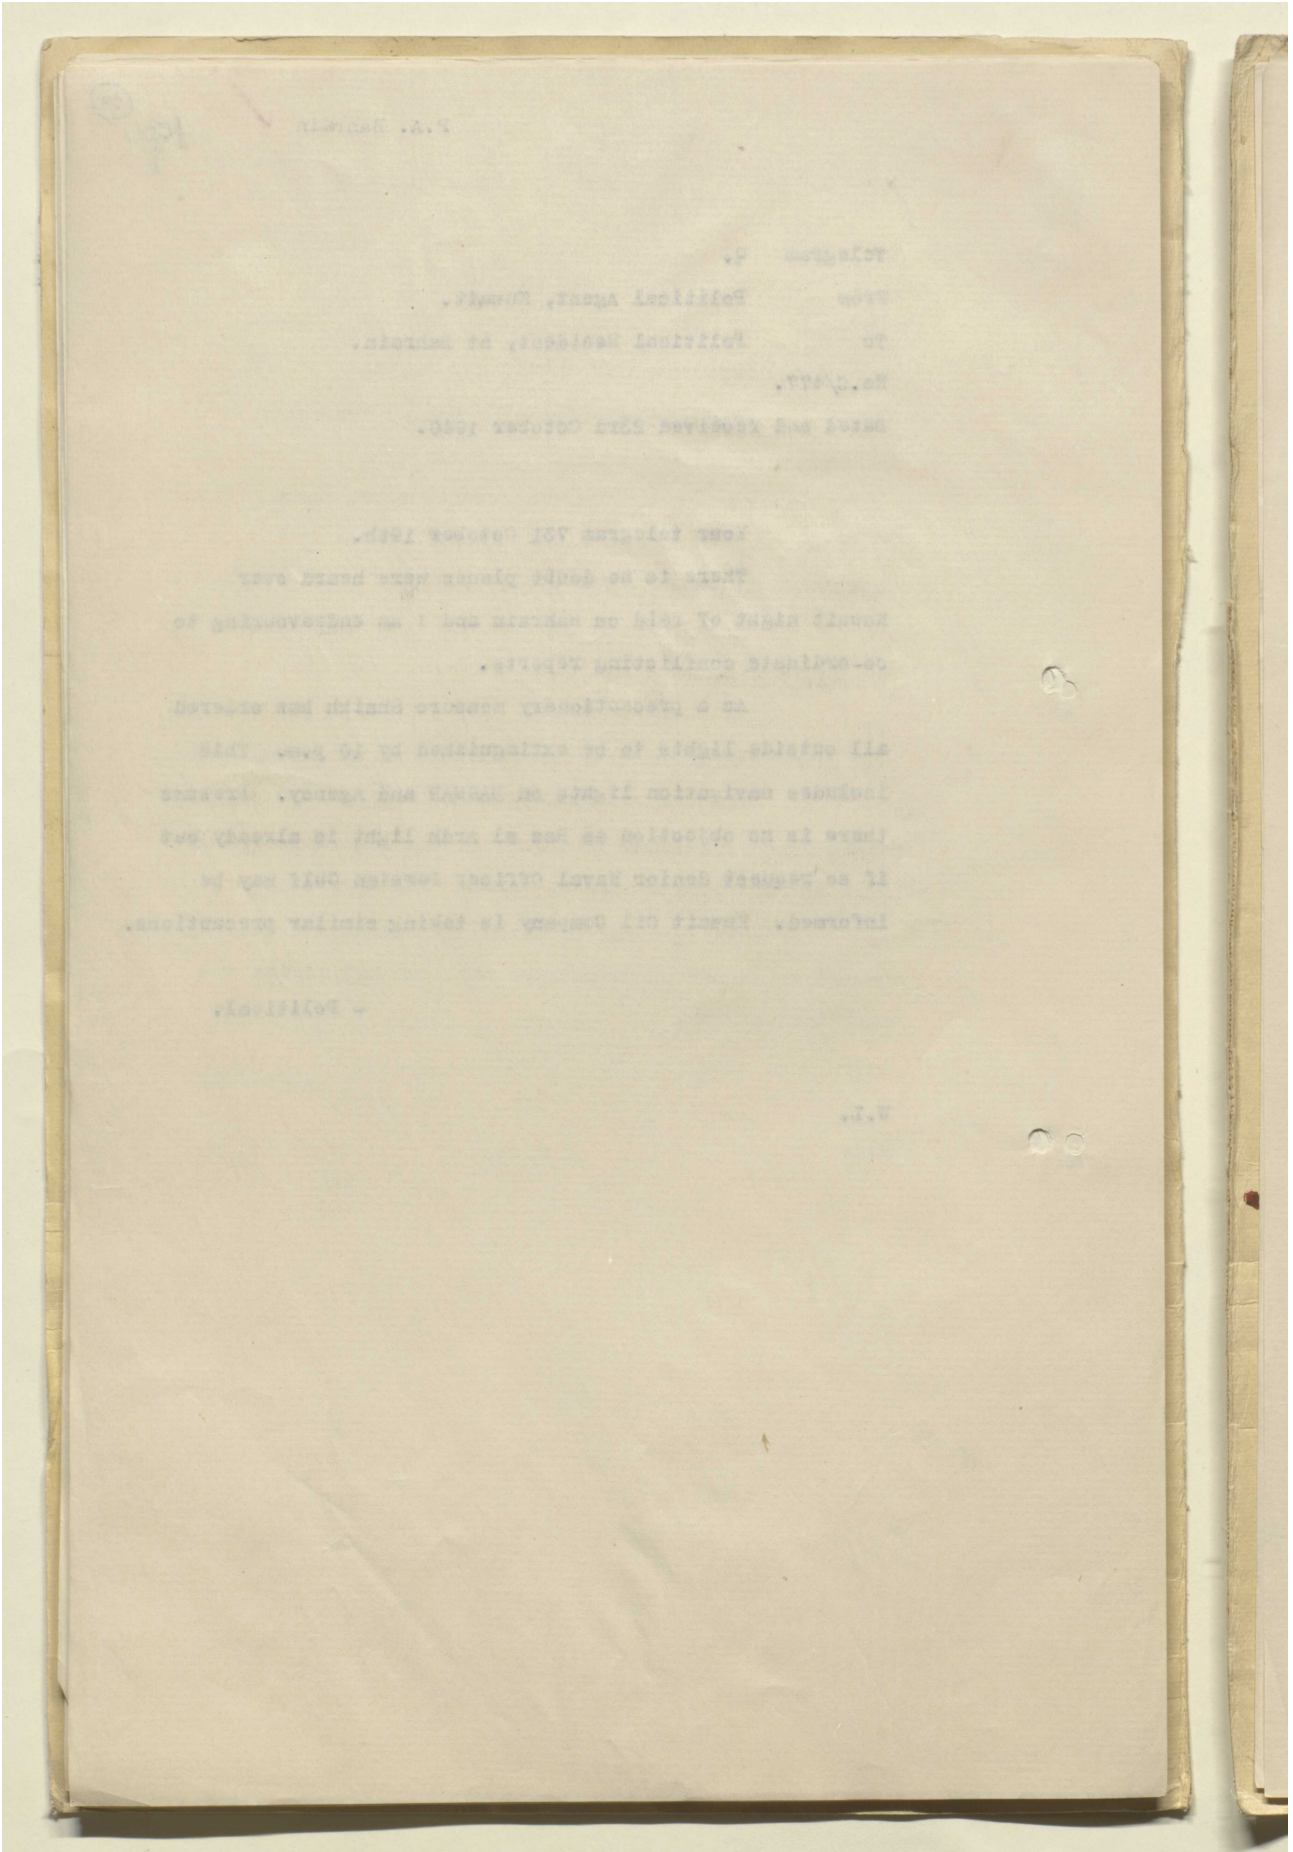 P.A. Bahrain
Telegram Q.
From Political Agent, Kuwait.
To Political Resident, at Bahrain.
No.C/477.
Dated and received 23rd October 1940.
Your telegram 731 October 19th.
There is no doubt planes were heard over
Kuwait night of raid on Bahrain and I am endeavouring to
co-ordinate conflicting reports.
As a precautionary measure Shaikh has ordered
all outside lights to be extinguished by 10 p.m. This
includes navigation lights on and Agency. Presume
there is no objection as Ras al Ardh light is already out
if so request Senior Naval Officer Persian Gulf may be
informed. Kuwait Oil Company is taking similar precautions.
- Political.
W.L.